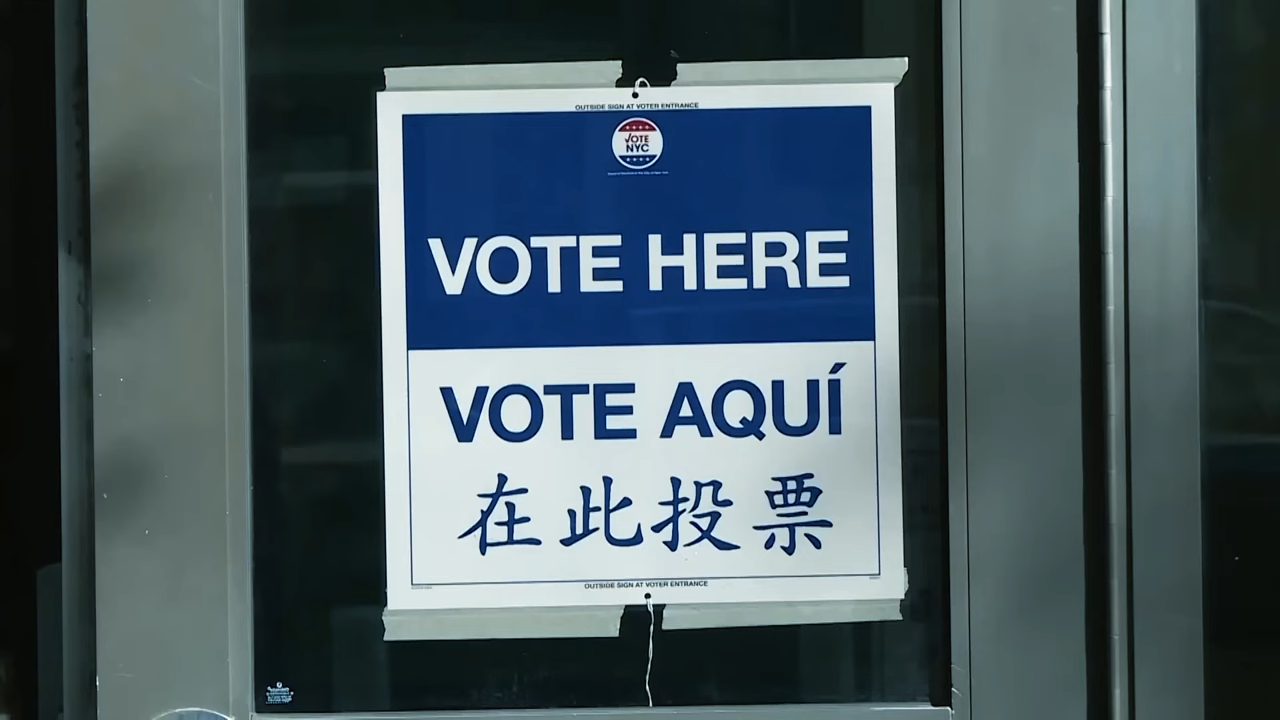 OUTSIDE SIGN AT VOTER ENTRANCE
VOTE
NYC
VOTE HERE
VOTE AQUÍ
在此投票
OUTSIDE SIGN AT VOTER ENTRANCE